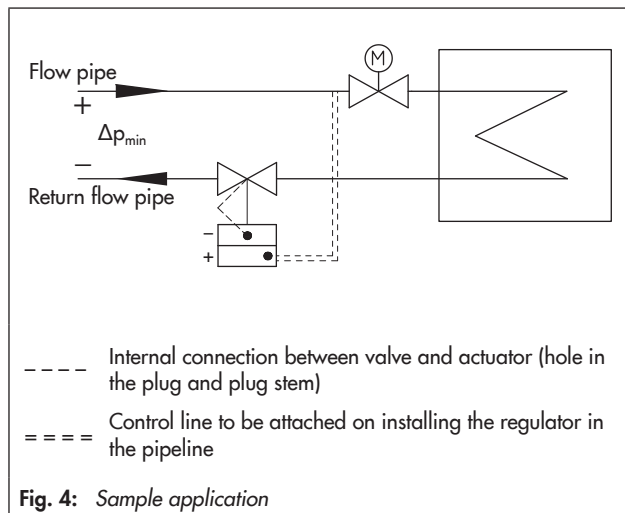 M
Flow pipe
+
Δpmin
−
Return flow pipe
−
+
Internal connection between valve and actuator (hole in
the plug and plug stem)
Control line to be attached on installing the regulator in
the pipeline
Fig. 4: Sample application